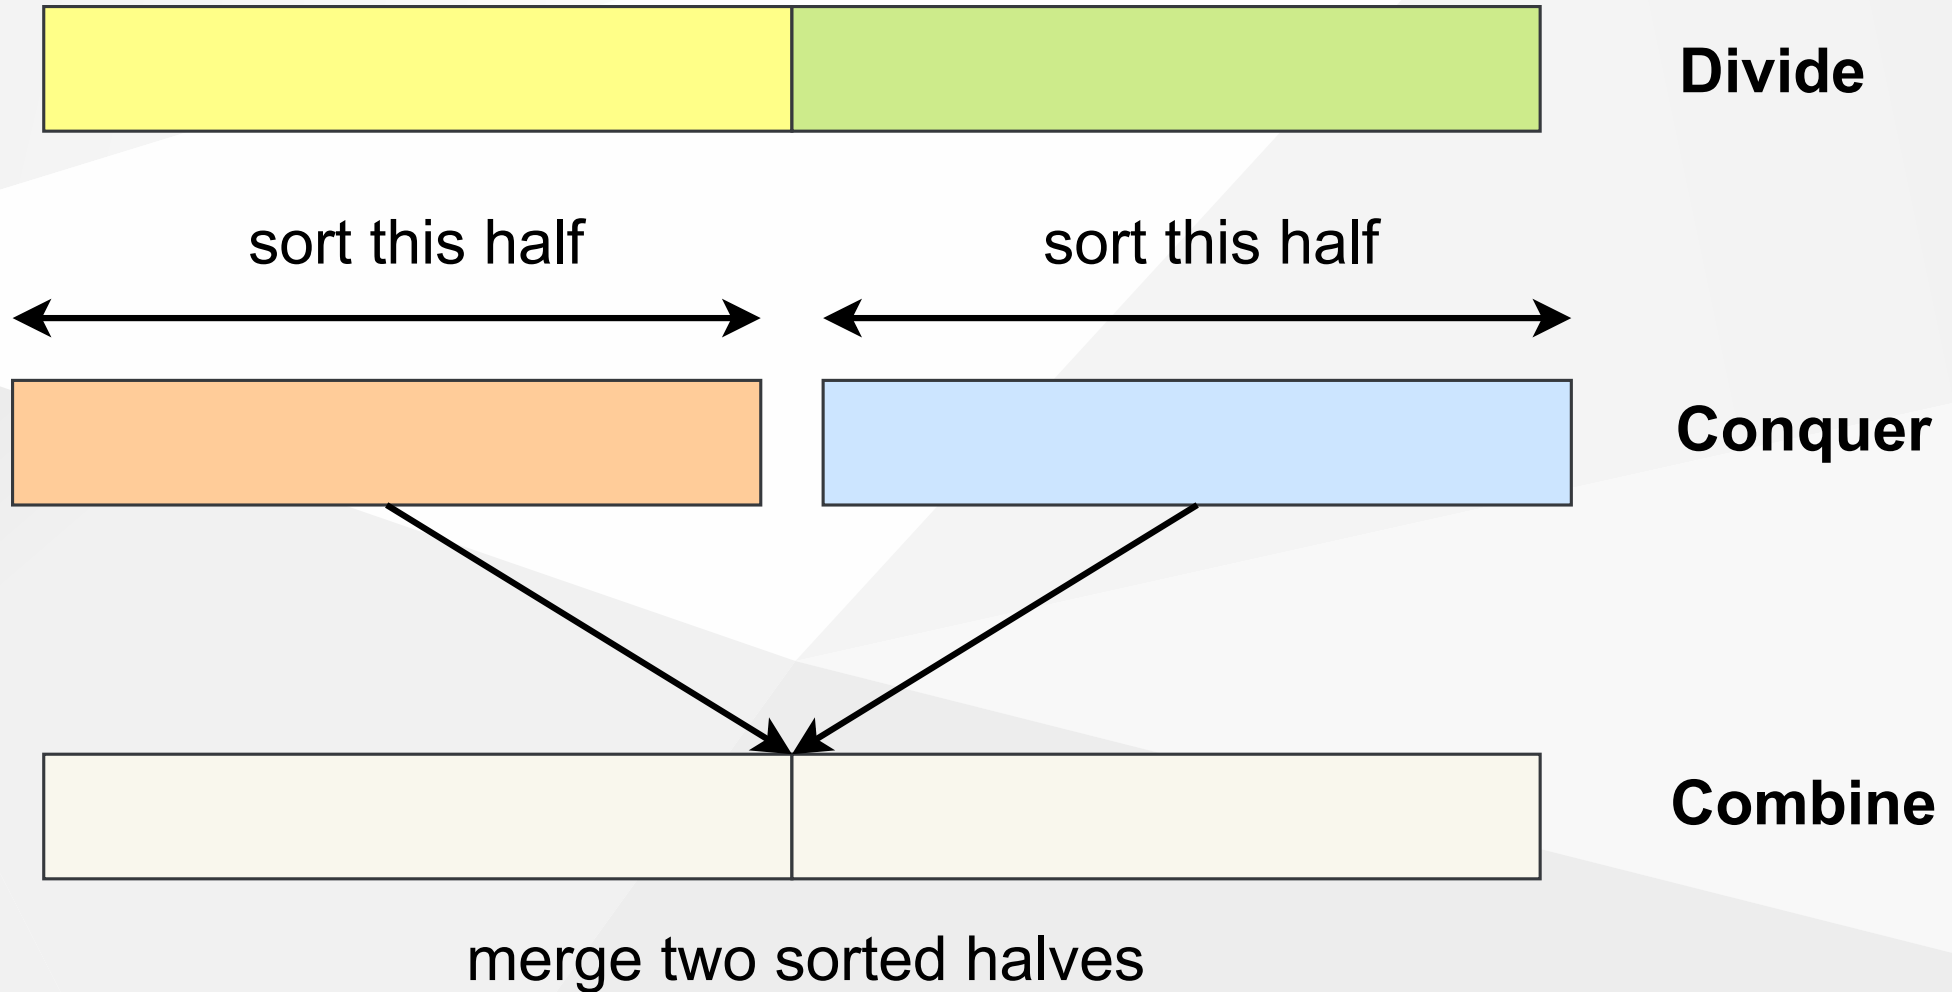 Divide
sort this half
sort this half
Conquer
Combine
merge two sorted halves